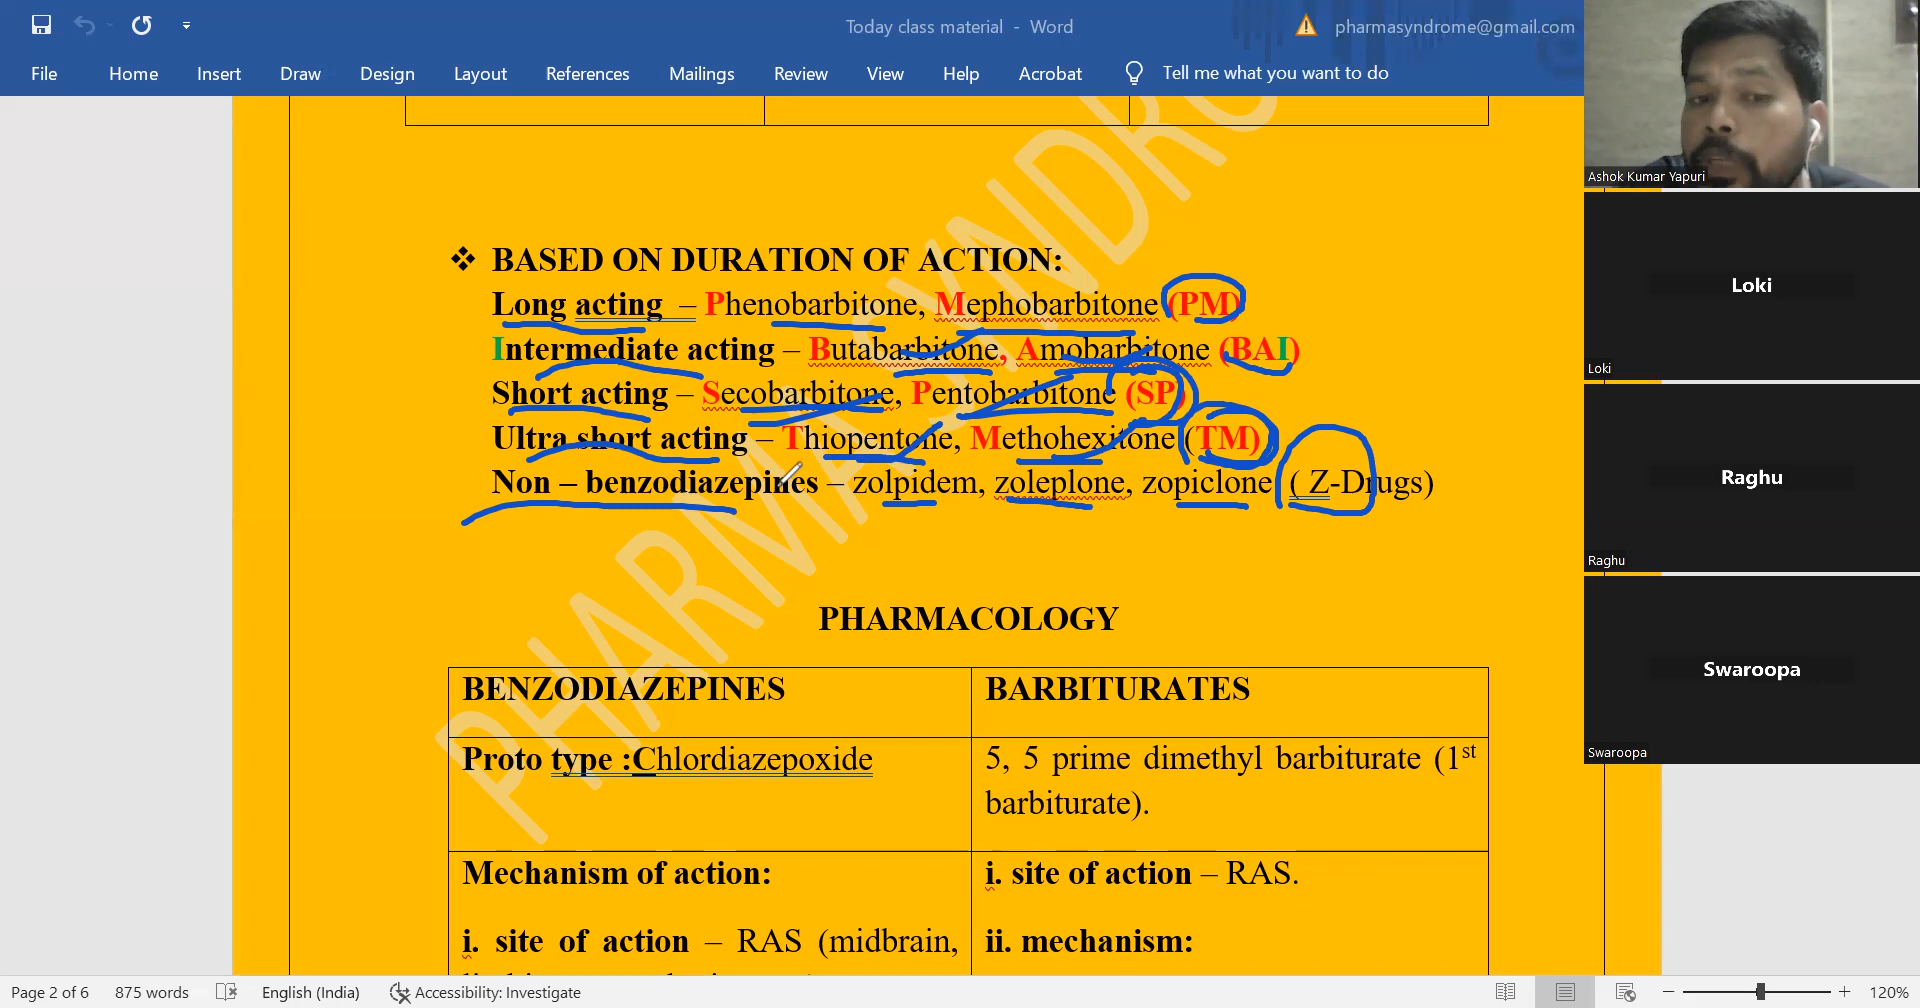 Today class material - Word
pharmasyndrome@gmail.com
File Home Insert Draw Design Layout References Mailings Review View Help Acrobat Tell me what you want to do
Ashok Kumar Yapuri
PHARMASYNDROME
❖ BASED ON DURATION OF ACTION:
Long acting – Phenobarbitone, Mephobarbitone (PM)
Intermediate acting – Butabarbitone, Amobarbitone (BAI)
Short acting – Secobarbitone, Pentobarbitone (SP)
Ultra short acting – Thiopentone, Methohexitone (TM)
Non – benzodiazepines – zolpidem, zoleplone, zopiclone ( Z-Drugs)
Loki
Loki
Raghu
Raghu
Swaroopa
Swaroopa
PHARMACOLOGY
BENZODIAZEPINES
BARBITURATES
Proto type :Chlordiazepoxide
5, 5 prime dimethyl barbiturate (1st
barbiturate).
Mechanism of action:
i. site of action – RAS (midbrain,
i. site of action – RAS.
ii. mechanism:
Page 2 of 6 875 words English (India) Accessibility: Investigate 120%